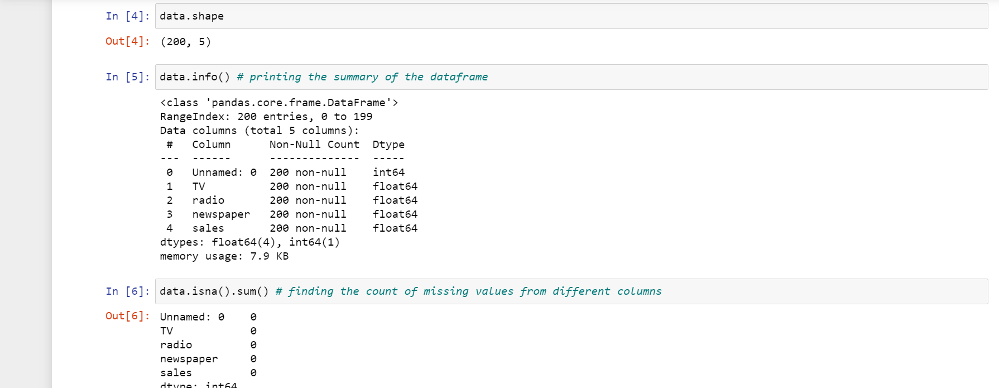 In [4]: data.shape
Out[4]: (200, 5)
In [5]: data.info() # printing the summary of the dataframe
<class 'pandas.core.frame.DataFrame'>
RangeIndex: 200 entries, 0 to 199
Data columns (total 5 columns):
 #   Column      Non-Null Count  Dtype
---  ------      --------------  -----
 0   Unnamed: 0  200 non-null    int64
 1   TV          200 non-null    float64
 2   radio       200 non-null    float64
 3   newspaper   200 non-null    float64
 4   sales       200 non-null    float64
dtypes: float64(4), int64(1)
memory usage: 7.9 KB
In [6]: data.isna().sum() # finding the count of missing values from different columns
Out[6]: Unnamed: 0    0
TV            0
radio         0
newspaper     0
sales         0
dtype: int64